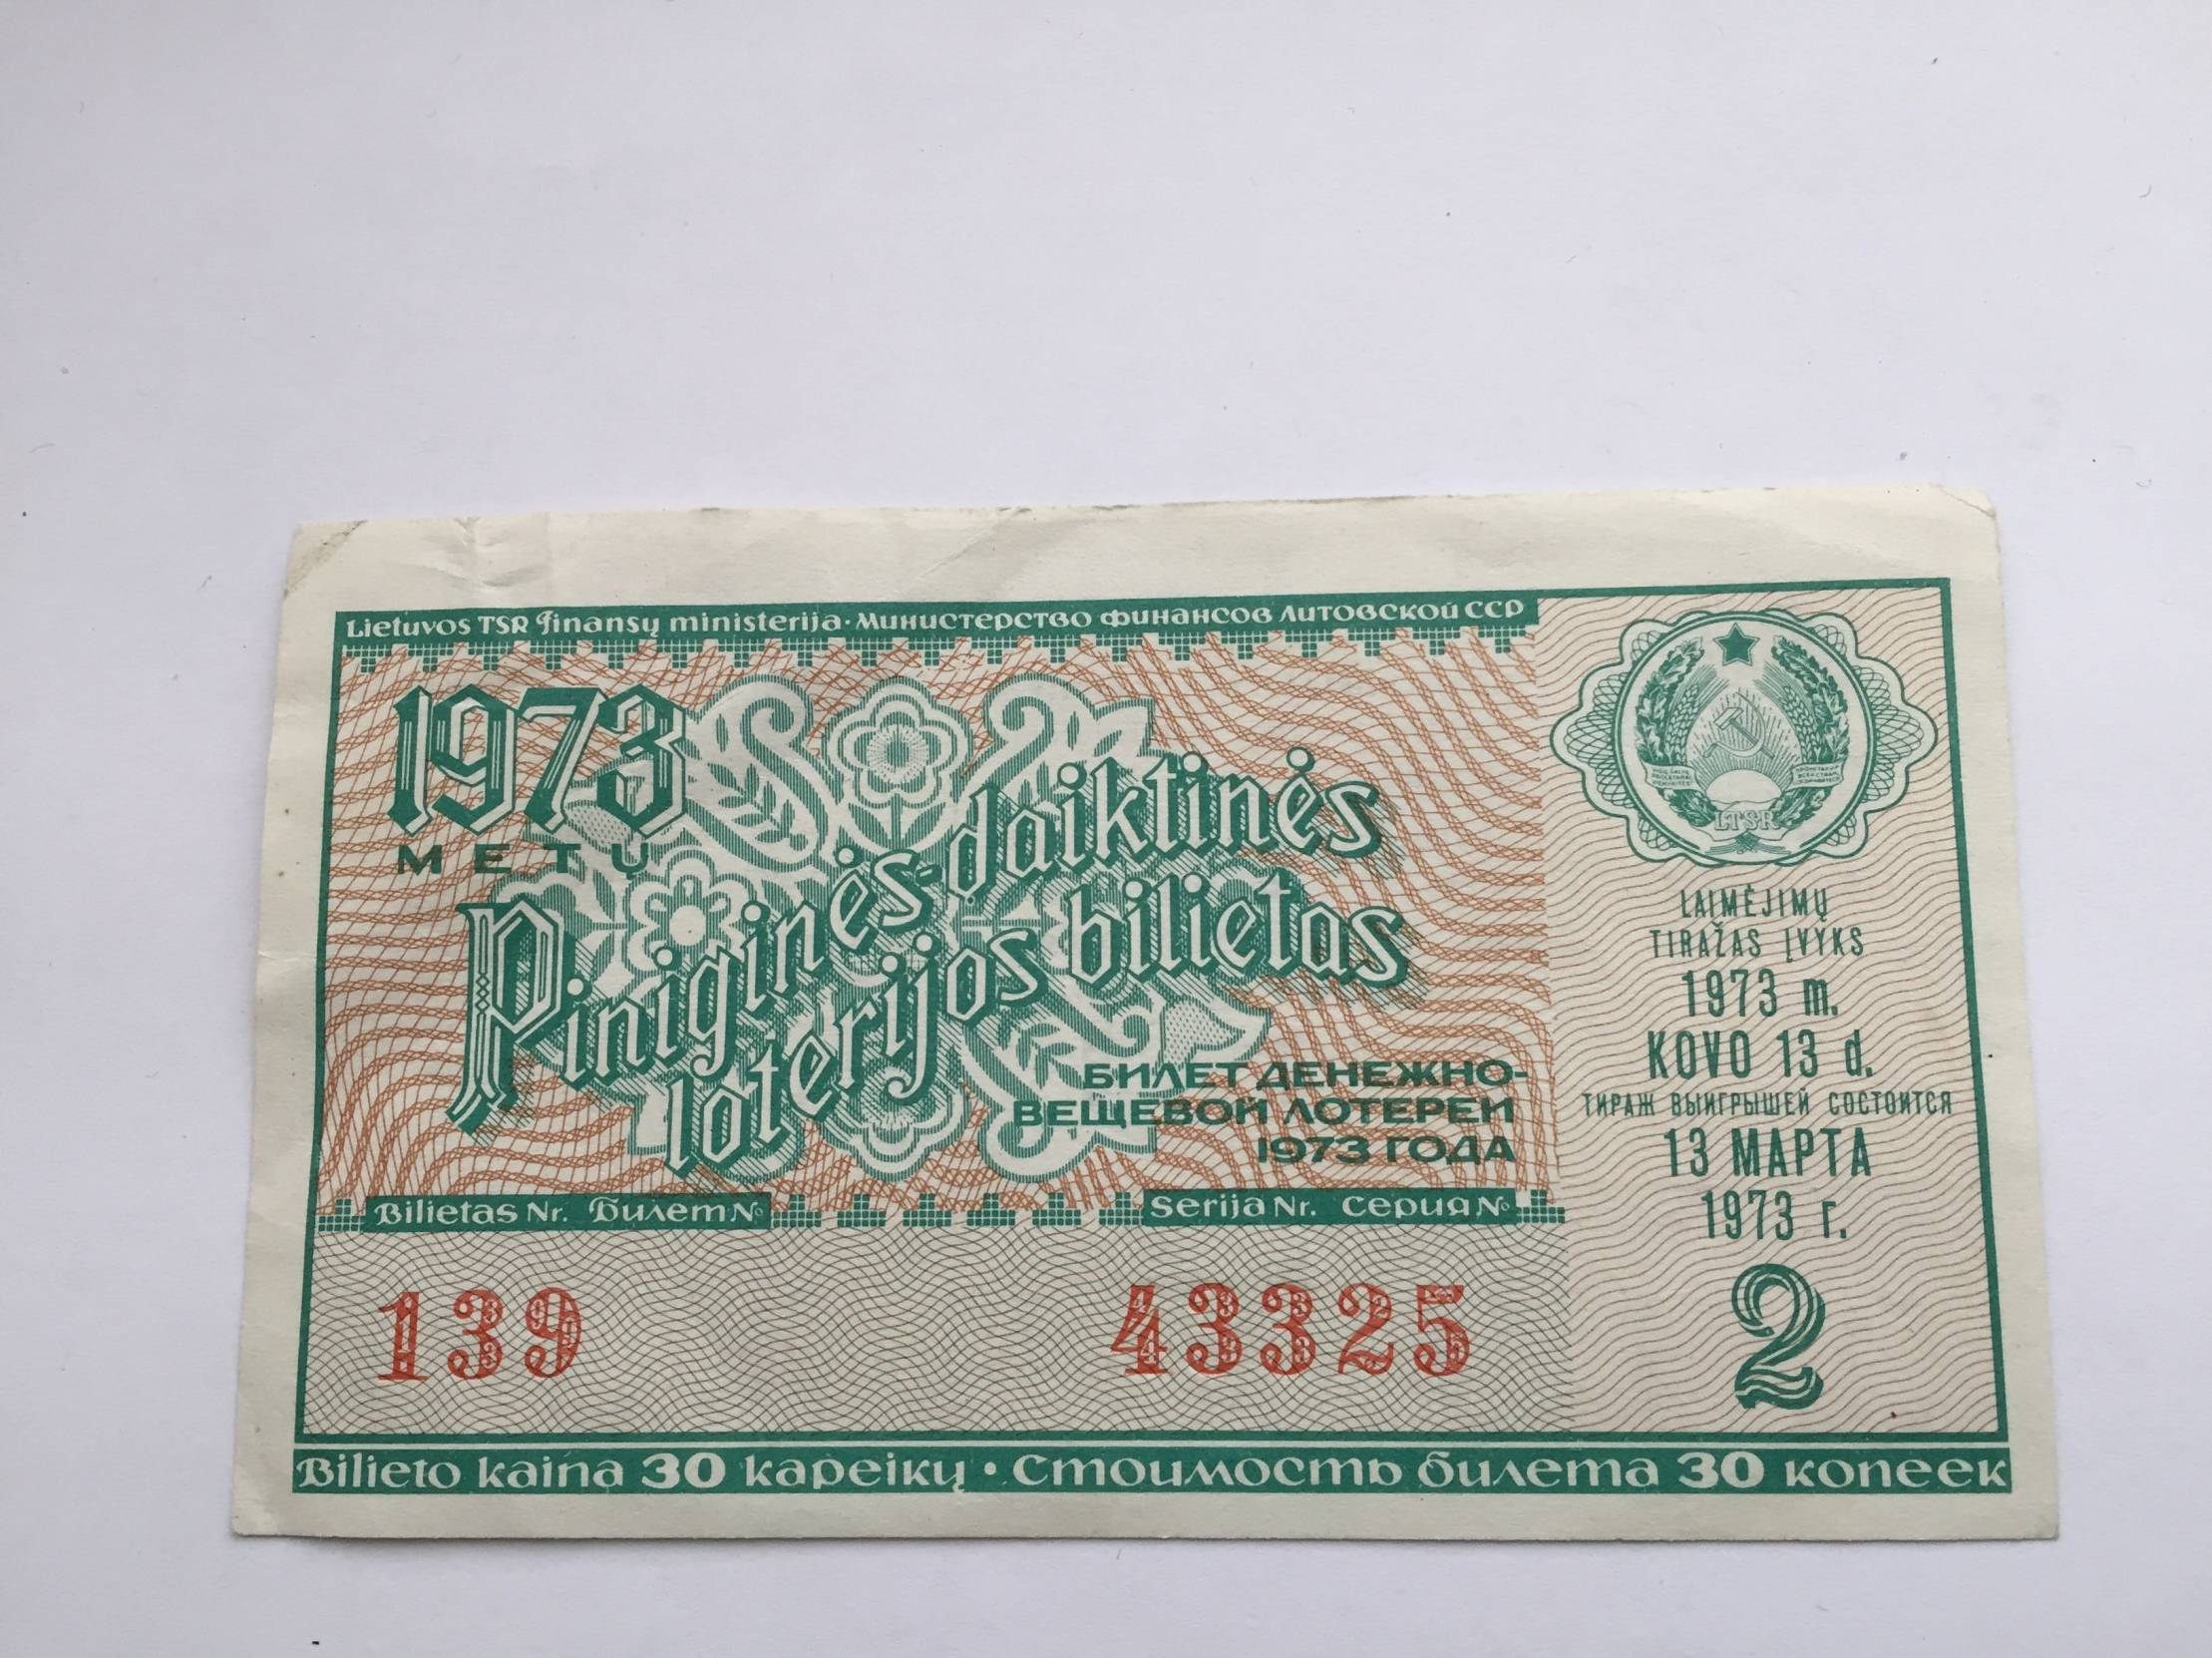 Lietuvos TSR Finansų ministerija · Министерство финансов Литовской ССР
1973
METŲ
Piniginės-daiktinės
loterijos bilietas
БИЛЕТ ДЕНЕЖНО-
ВЕЩЕВОЙ ЛОТЕРЕИ
1973 ГОДА
Bilietas Nr. Билет №
Serija Nr. Серия №
139
43325
LTSR
LAIMĖJIMŲ
TIRAŽAS ĮVYKS
1973 m.
KOVO 13 d.
ТИРАЖ ВЫИГРЫШЕЙ СОСТОИТСЯ
13 МАРТА
1973 г.
2
Bilieto kaina 30 kapeikų · Стоимость билета 30 копеек